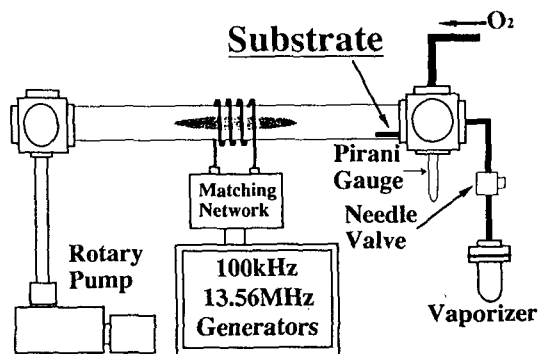 O2
Substrate
Pirani
Gauge
Needle
Valve
Matching
Network
Rotary
Pump
100kHz
13.56MHz
Generators
Vaporizer